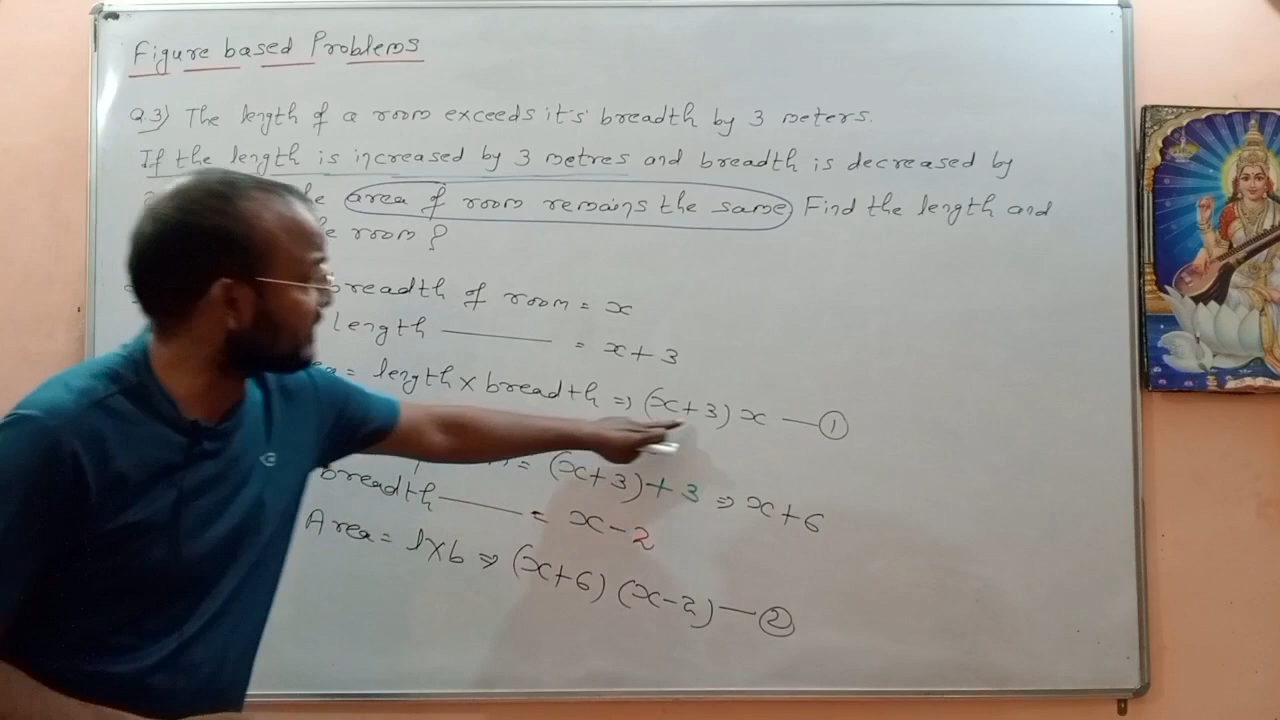 Figure based Problems
Q.3) The length of a room exceeds it's breadth by 3 meters.
If the length is increased by 3 metres and breadth is decreased by
area of room remains the same Find the length and
room?
breadth of room = x
length ——— = x+3
= length × breadth ⇒ (x+3) x — ①
= (x+3)+3 ⇒ x+6
breadth ——— = x-2
Area = l×b ⇒ (x+6) (x-2) — ②